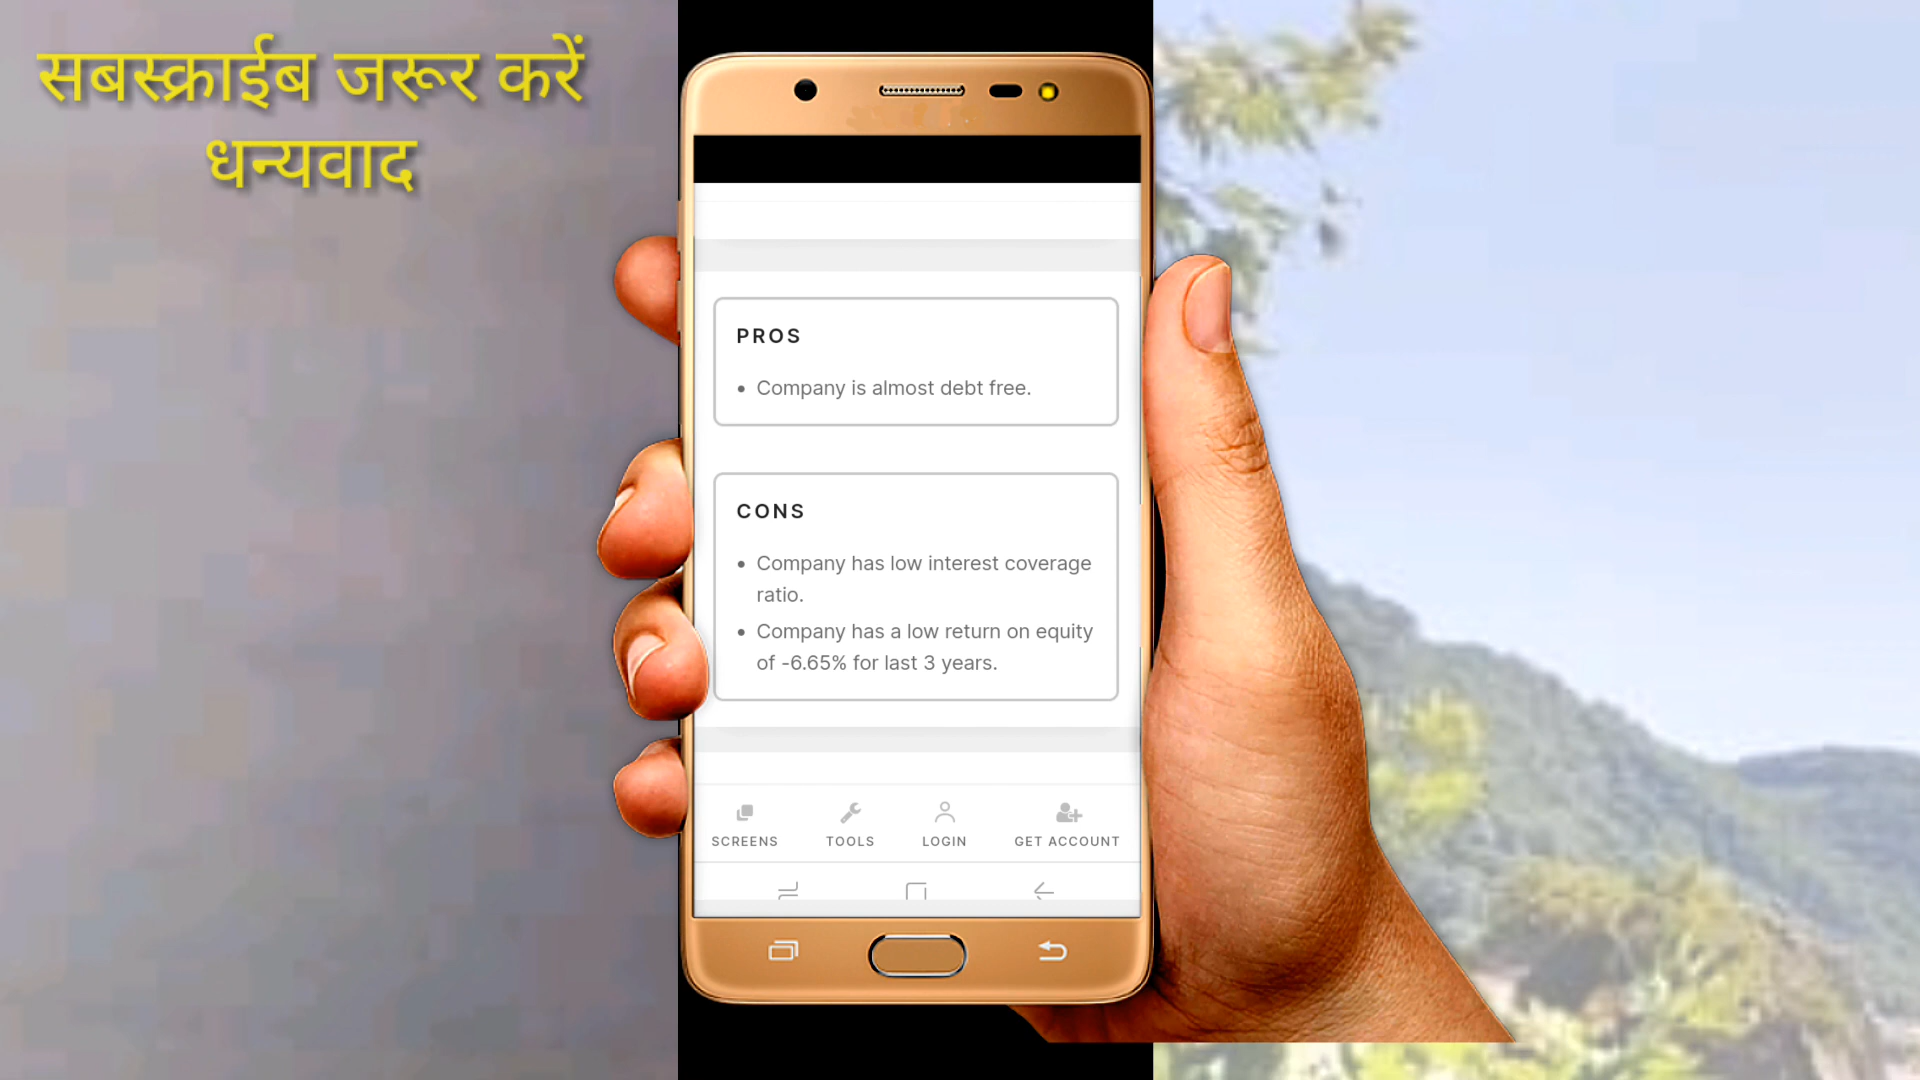 सबस्क्राईब जरूर करें
धन्यवाद
PROS
• Company is almost debt free.
CONS
• Company has low interest coverage
ratio.
• Company has a low return on equity
of -6.65% for last 3 years.
SCREENS TOOLS LOGIN GET ACCOUNT